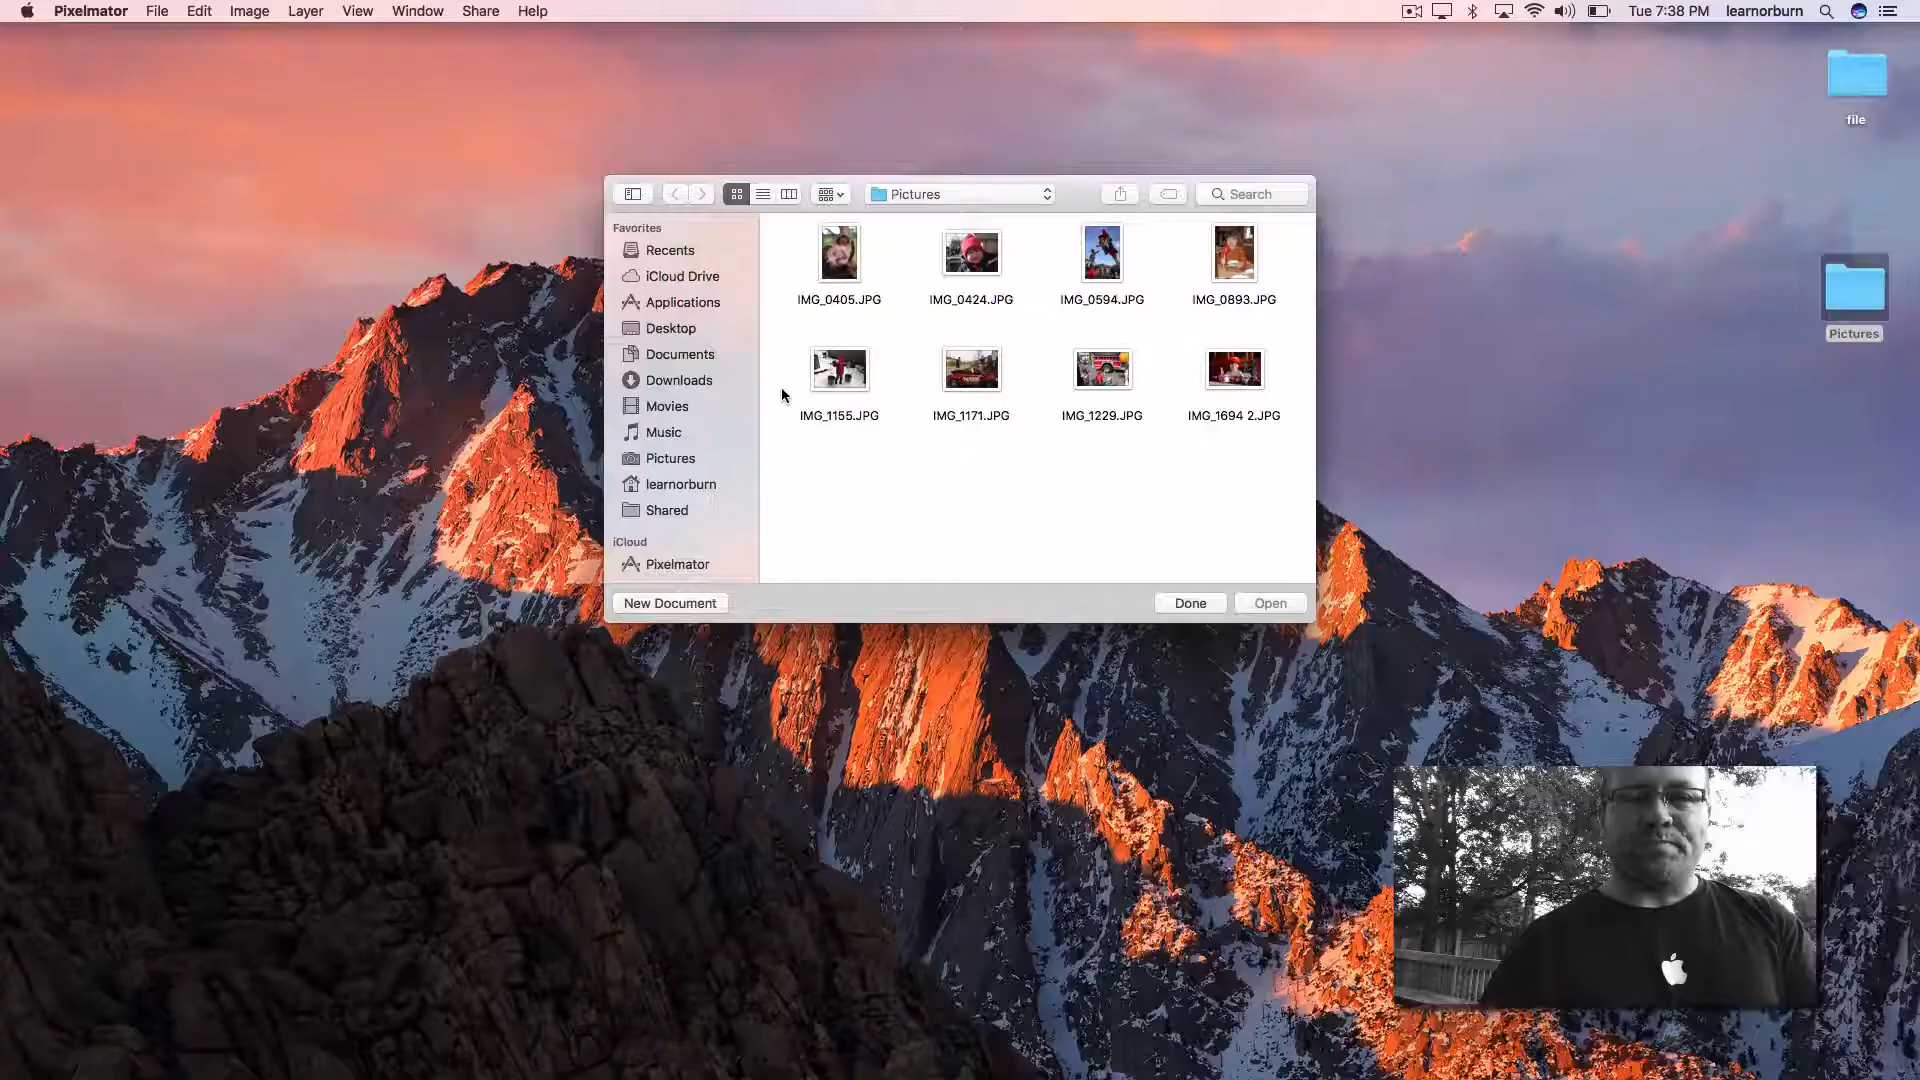 Pixelmator File Edit Image Layer View Window Share Help Tue 7:38 PM learnorburn
file
Pictures
Pictures Search
Favorites
Recents
iCloud Drive
Applications
Desktop
Documents
Downloads
Movies
Music
Pictures
learnorburn
Shared
iCloud
Pixelmator
IMG_0405.JPG IMG_0424.JPG IMG_0594.JPG IMG_0893.JPG
IMG_1155.JPG IMG_1171.JPG IMG_1229.JPG IMG_1694 2.JPG
New Document Done Open